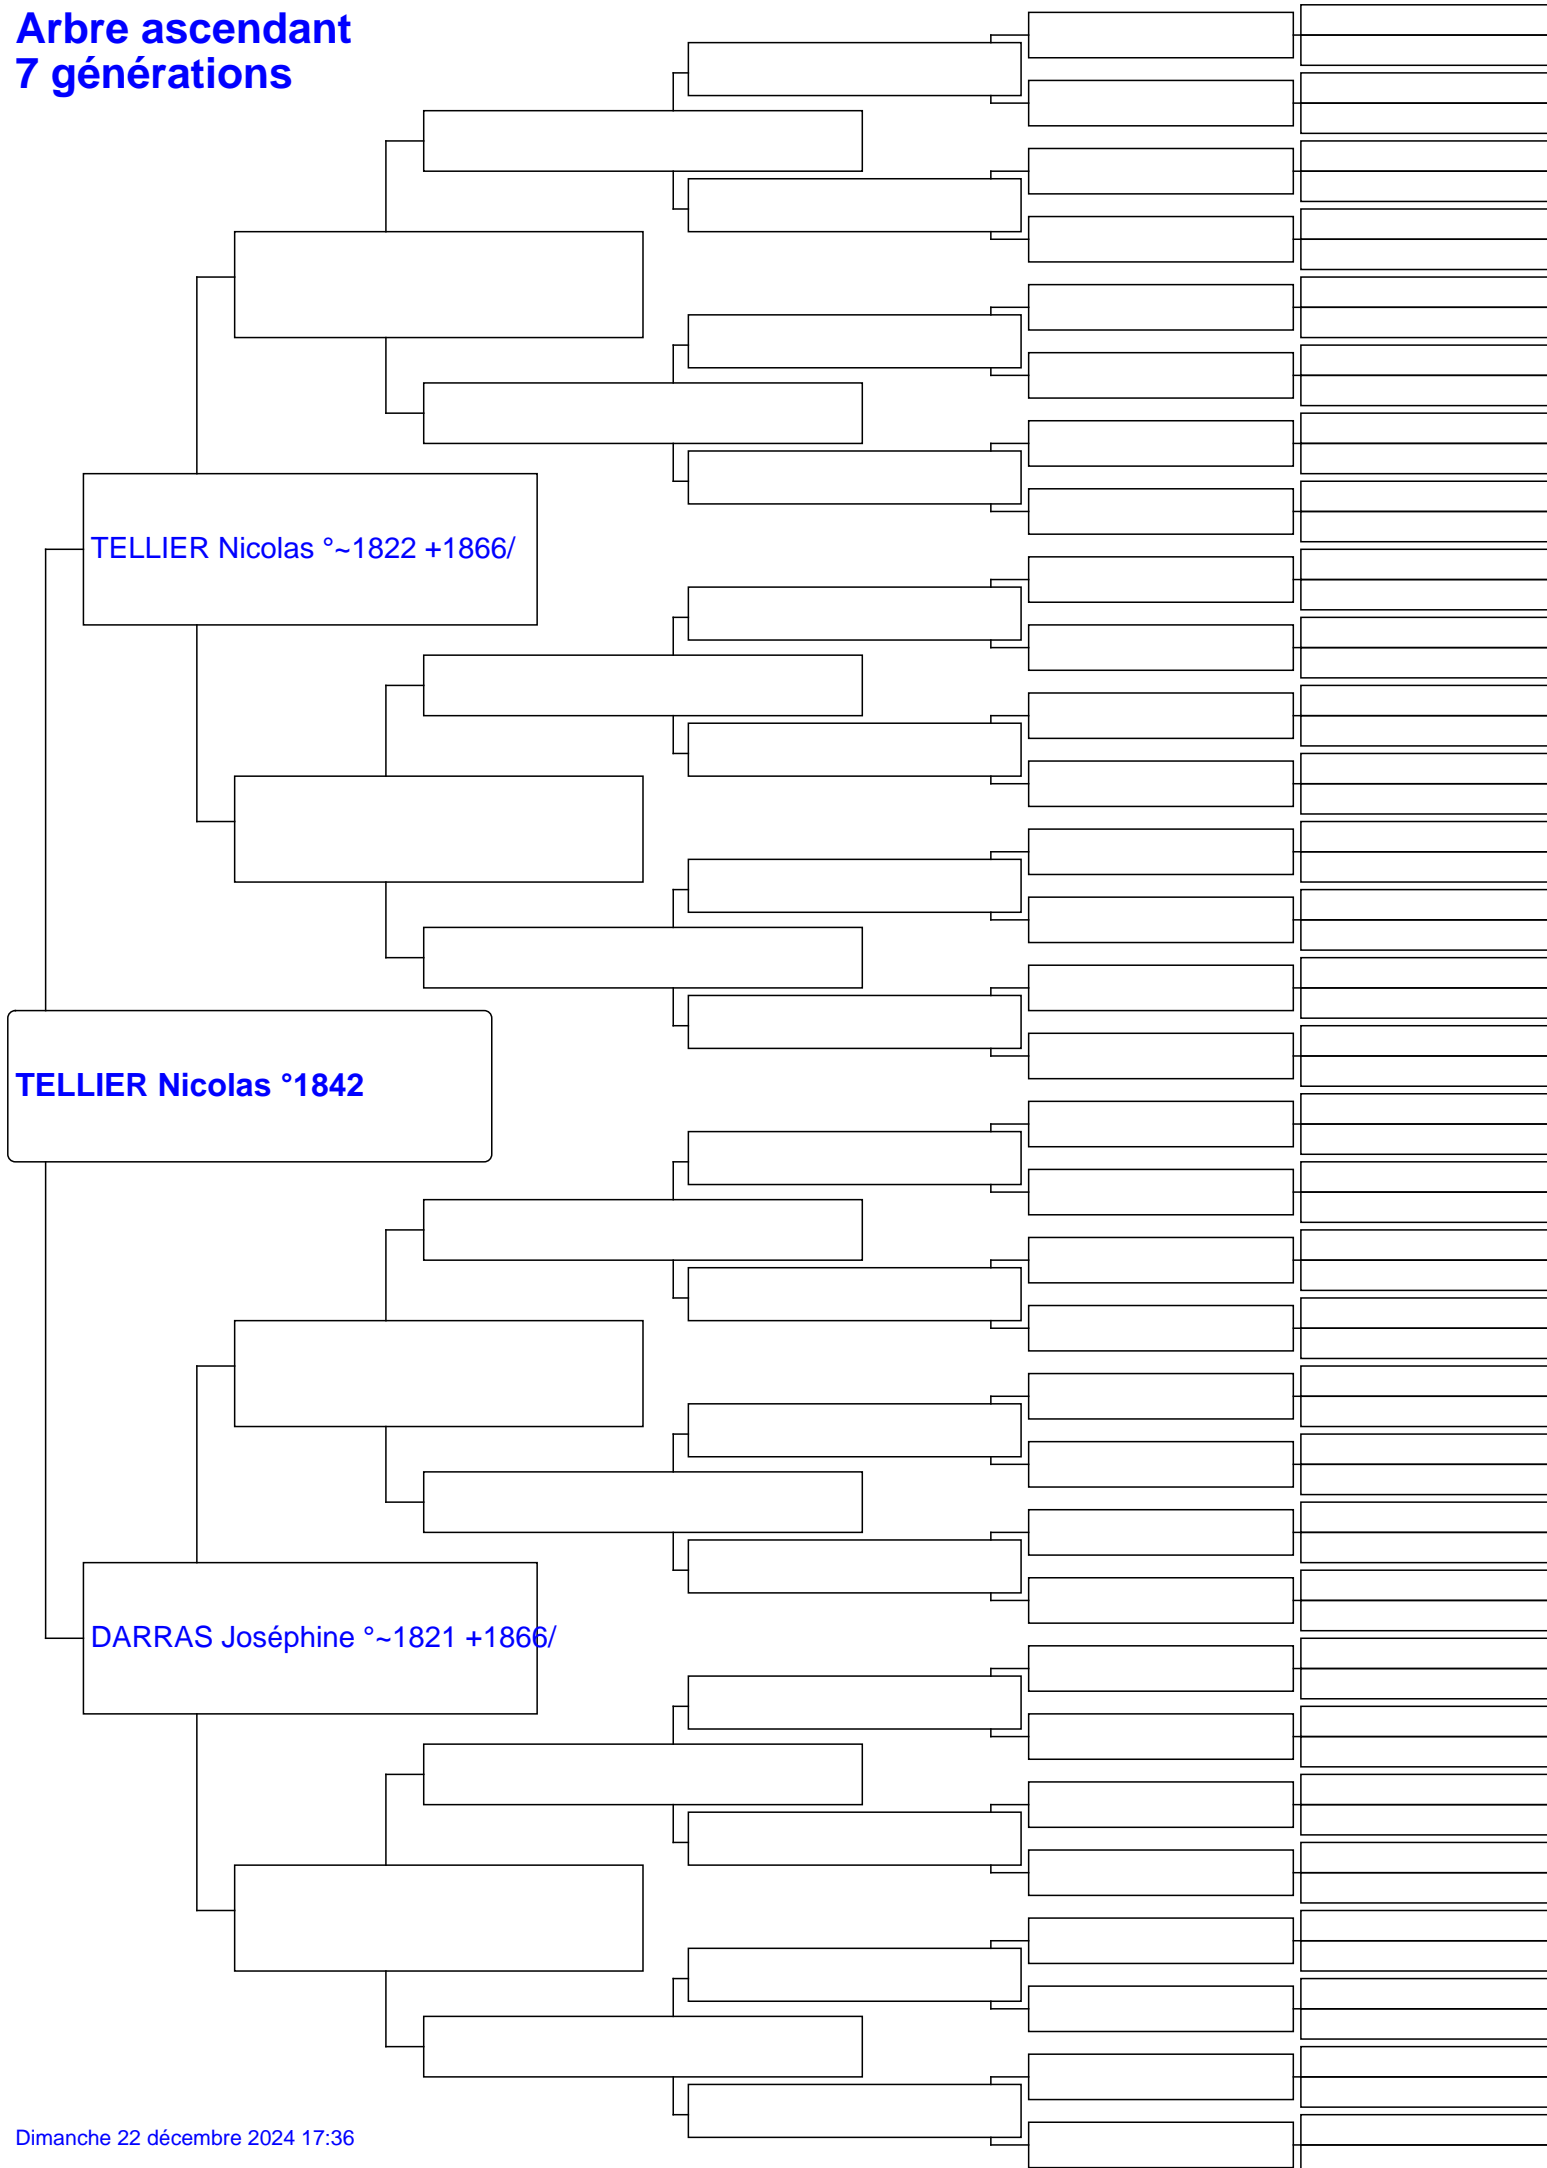 Arbre ascendant
7 générations
TELLIER Nicolas °~1822 +1866/
TELLIER Nicolas °1842
DARRAS Joséphine °~1821 +1866/
Dimanche 22 décembre 2024 17:36